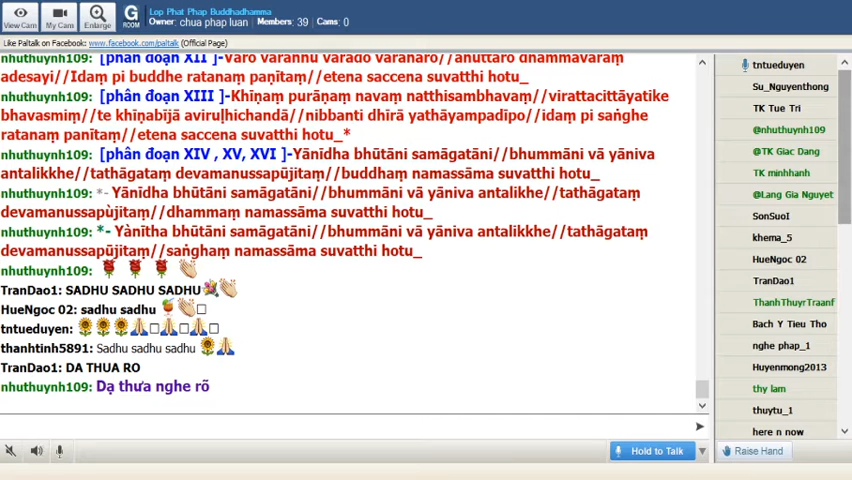 Lop Phat Phap Buddhadhamma
Owner: chua phap luan Members: 39 Cams: 0
View Cam My Cam Enlarge G ROOM
Like Paltalk on Facebook: www.facebook.com/paltalk (Official Page)
nhuthuynh109: [phân đoạn XII ]-Varo varaññū varado varāharo//anuttaro dhammavaraṃ
adesayi//Idaṃ pi buddhe ratanaṃ paṇītaṃ//etena saccena suvatthi hotu_
nhuthuynh109: [phân đoạn XIII ]-Khīṇaṃ purāṇaṃ navaṃ natthisambhavaṃ//virattacittāyatike
bhavasmiṃ//te khīṇabījā aviruḷhichandā//nibbanti dhīrā yathāyampadīpo//idaṃ pi saṅghe
ratanaṃ panītaṃ//etena saccena suvatthi hotu_*
nhuthuynh109: [phân đoạn XIV , XV, XVI ]-Yānīdha bhūtāni samāgatāni//bhummāni vā yāniva
antalikkhe//tathāgataṃ devamanussapūjitaṃ//buddhaṃ namassāma suvatthi hotu_
nhuthuynh109: *- Yānīdha bhūtāni samāgatāni//bhummāni vā yāniva antalikhe//tathāgataṃ
devamanussapùjitaṃ//dhammaṃ namassāma suvatthi hotu_
nhuthuynh109: *- Yànītha bhūtāni samāgatāni//bhummāni vā yāniva antalikkhe//tathāgataṃ
devamanussapūjitaṃ//saṅghaṃ namassāma suvatthi hotu_
nhuthuynh109:
TranDao1: SADHU SADHU SADHU
HueNgoc 02: sadhu sadhu
tntueduyen:
thanhtinh5891: Sadhu sadhu sadhu
TranDao1: DA THUA RO
nhuthuynh109: Dạ thưa nghe rõ
tntueduyen
Su_Nguyenthong
TK Tue Tri
@nhuthuynh109
@TK Giac Dang
TK minhhanh
@Lang Gia Nguyet
SonSuoI
khema_5
HueNgoc 02
TranDao1
ThanhThuyrTraanf
Bach Y Tieu Tho
nghe phap_1
Huyenmong2013
thy lam
thuytu_1
here n now
Hold to Talk
Raise Hand